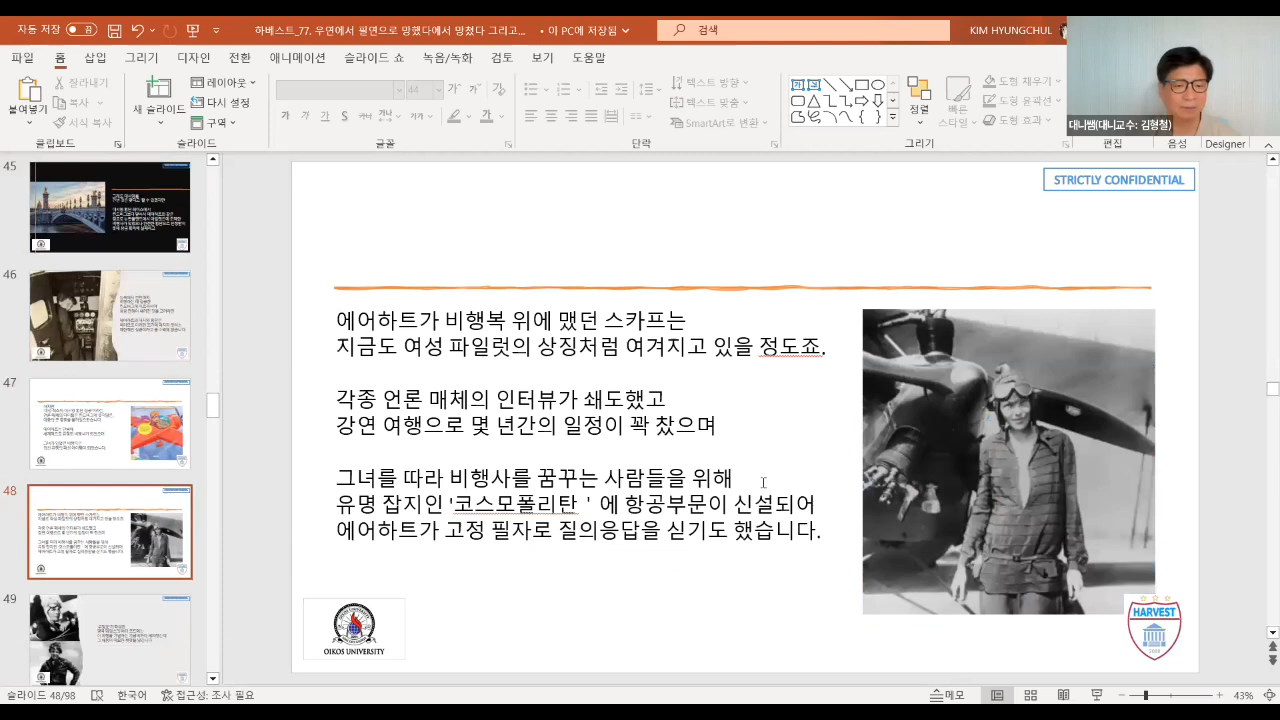 자동 저장
하베스트_77. 우연에서 필연으로 망했다에서 망쳤다 그리고... • 이 PC에 저장됨
검색
KIM HYUNGCHUL
파일 홈 삽입 그리기 디자인 전환 애니메이션 슬라이드 쇼 녹음/녹화 검토 보기 도움말
붙여넣기
잘라내기
복사
서식 복사
클립보드
새 슬라이드
레이아웃
다시 설정
구역
슬라이드
44
글꼴
텍스트 방향
텍스트 맞춤
SmartArt로 변환
단락
정렬
빠른 스타일
도형 채우기
도형 윤곽선
도형 효과
그리기
편집
음성
Designer
대니쌤(대니교수: 김형철)
45
46
47
48
49
STRICTLY CONFIDENTIAL
에어하트가 비행복 위에 맸던 스카프는
지금도 여성 파일럿의 상징처럼 여겨지고 있을 정도죠.
각종 언론 매체의 인터뷰가 쇄도했고
강연 여행으로 몇 년간의 일정이 꽉 찼으며
그녀를 따라 비행사를 꿈꾸는 사람들을 위해
유명 잡지인 '코스모폴리탄 ' 에 항공부문이 신설되어
에어하트가 고정 필자로 질의응답을 싣기도 했습니다.
OIKOS UNIVERSITY
HARVEST
슬라이드 48/98
한국어
접근성: 조사 필요
메모
43%